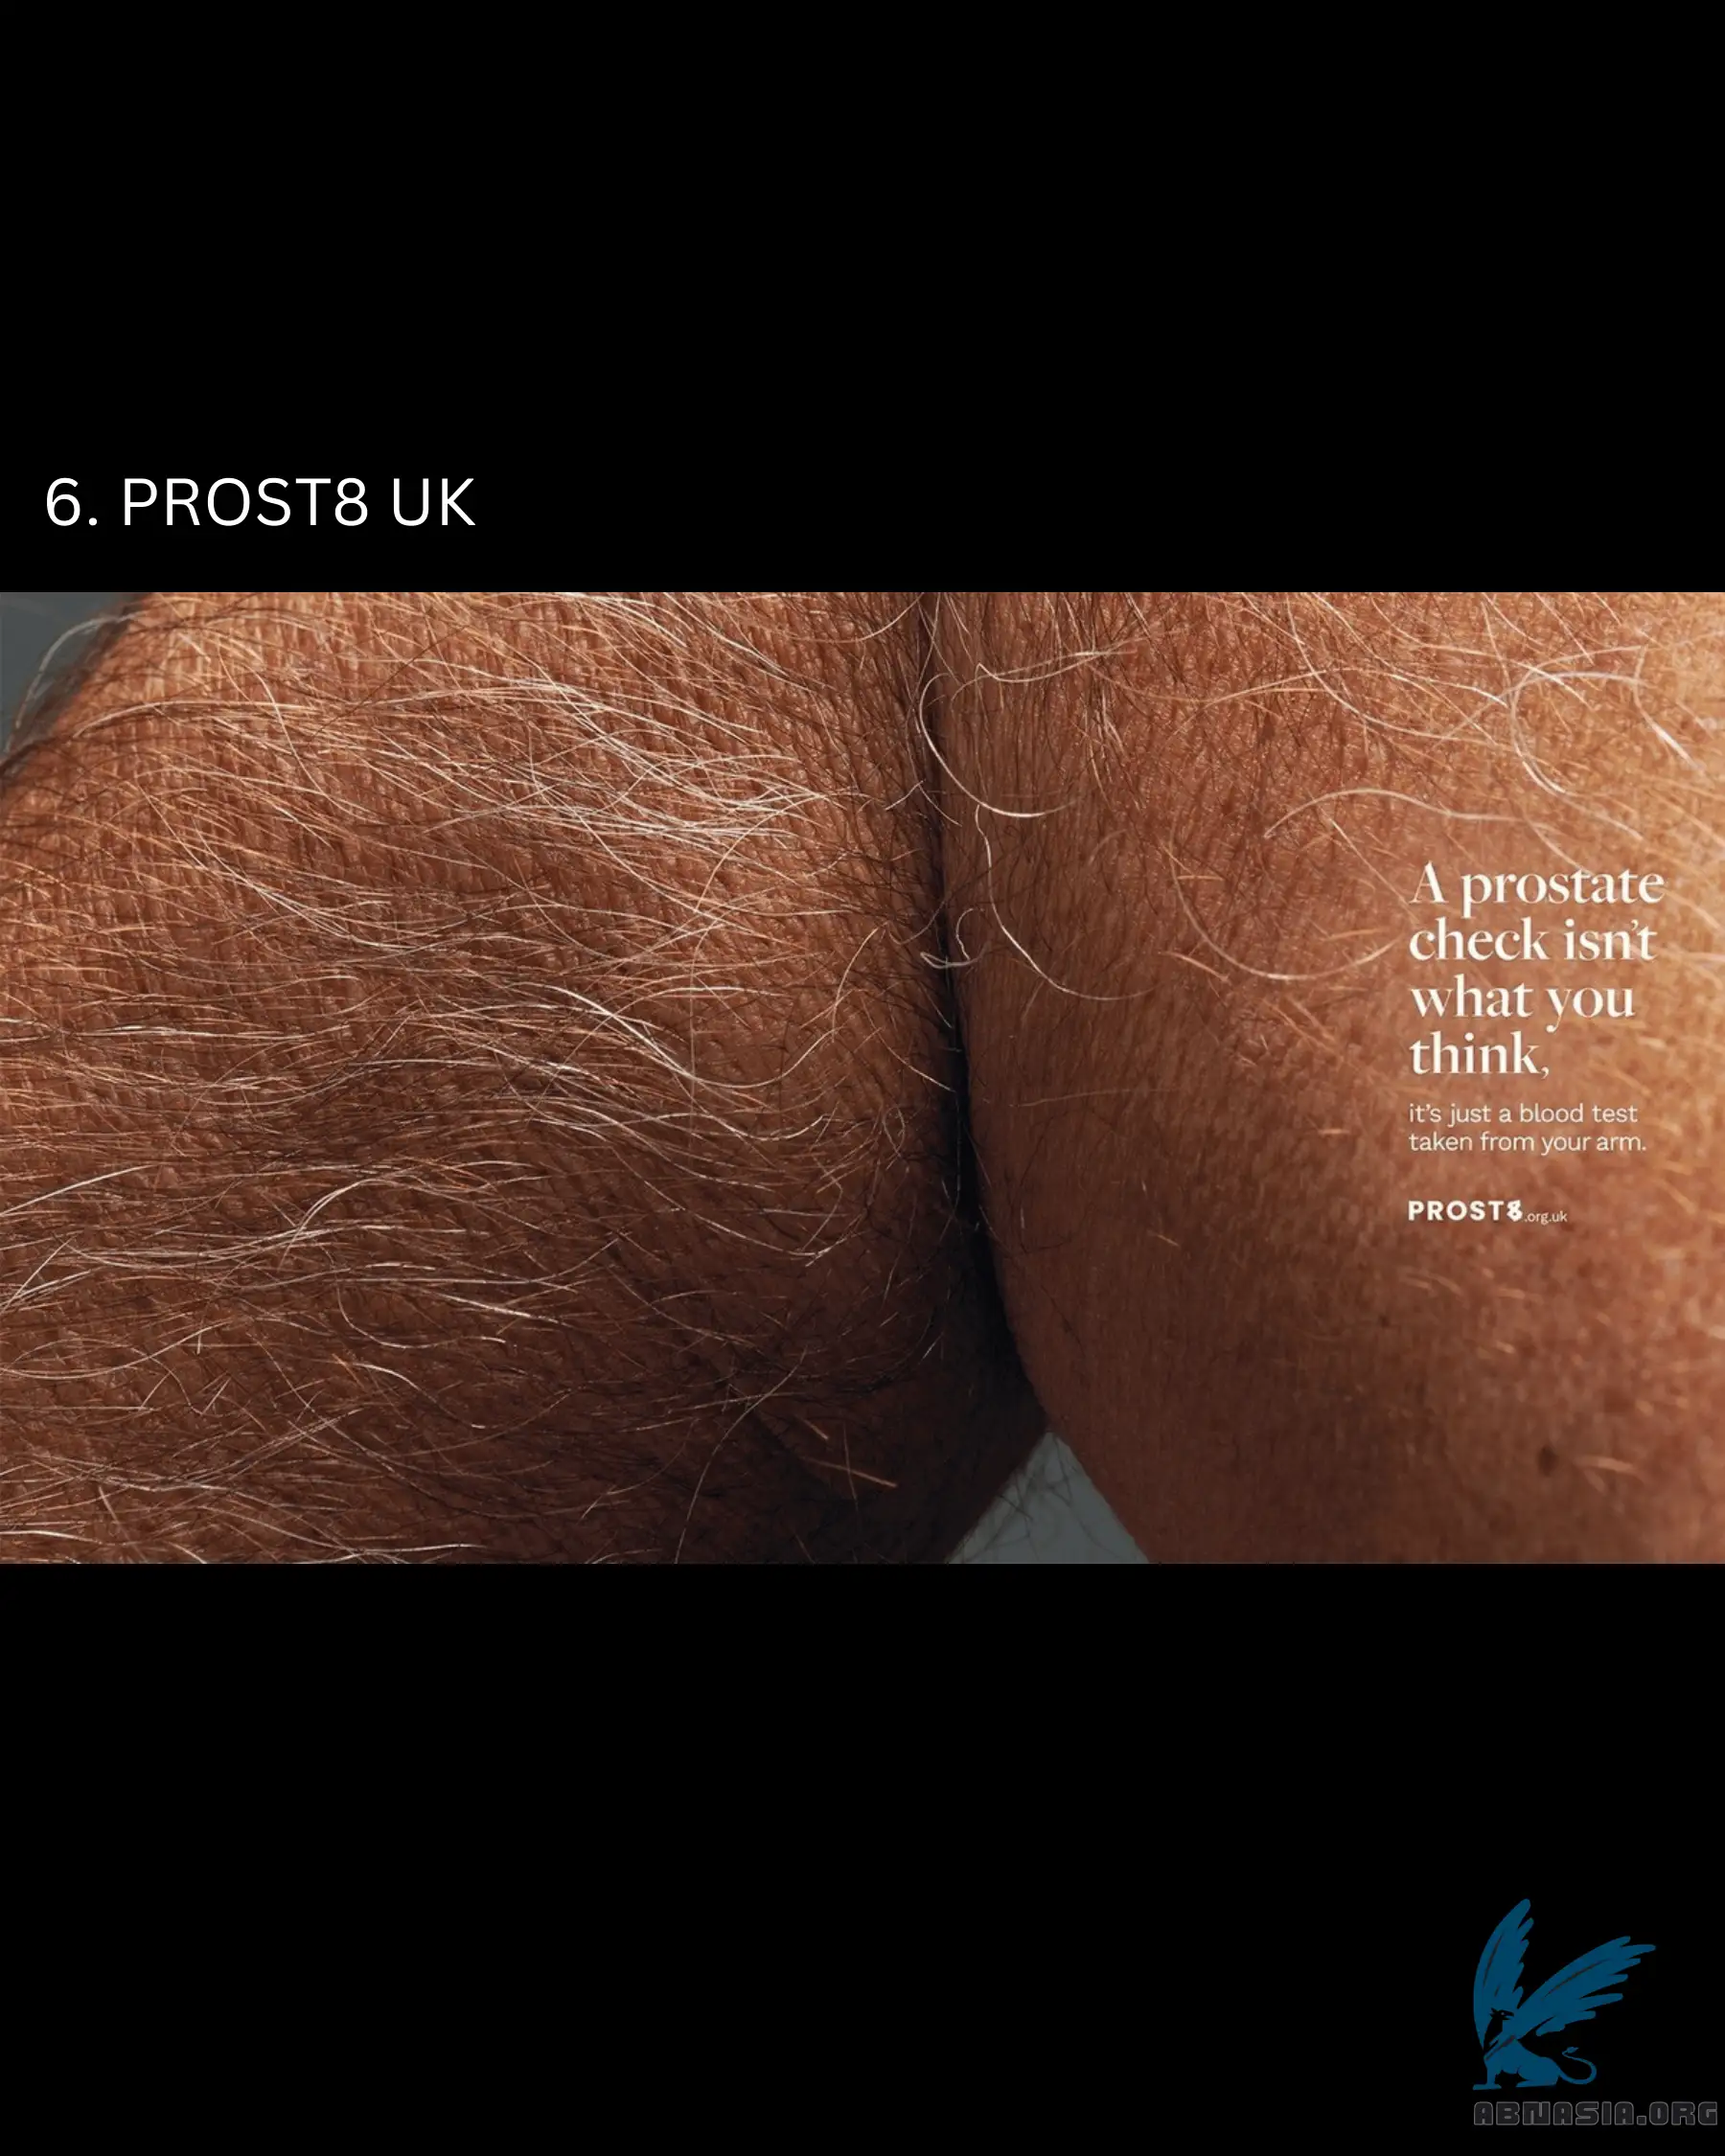 6. PROST8 UK
A prostate
check isn't
what you
think,
it's just a blood test
taken from your arm.
PROST8.org.uk
ABNASIA.ORG